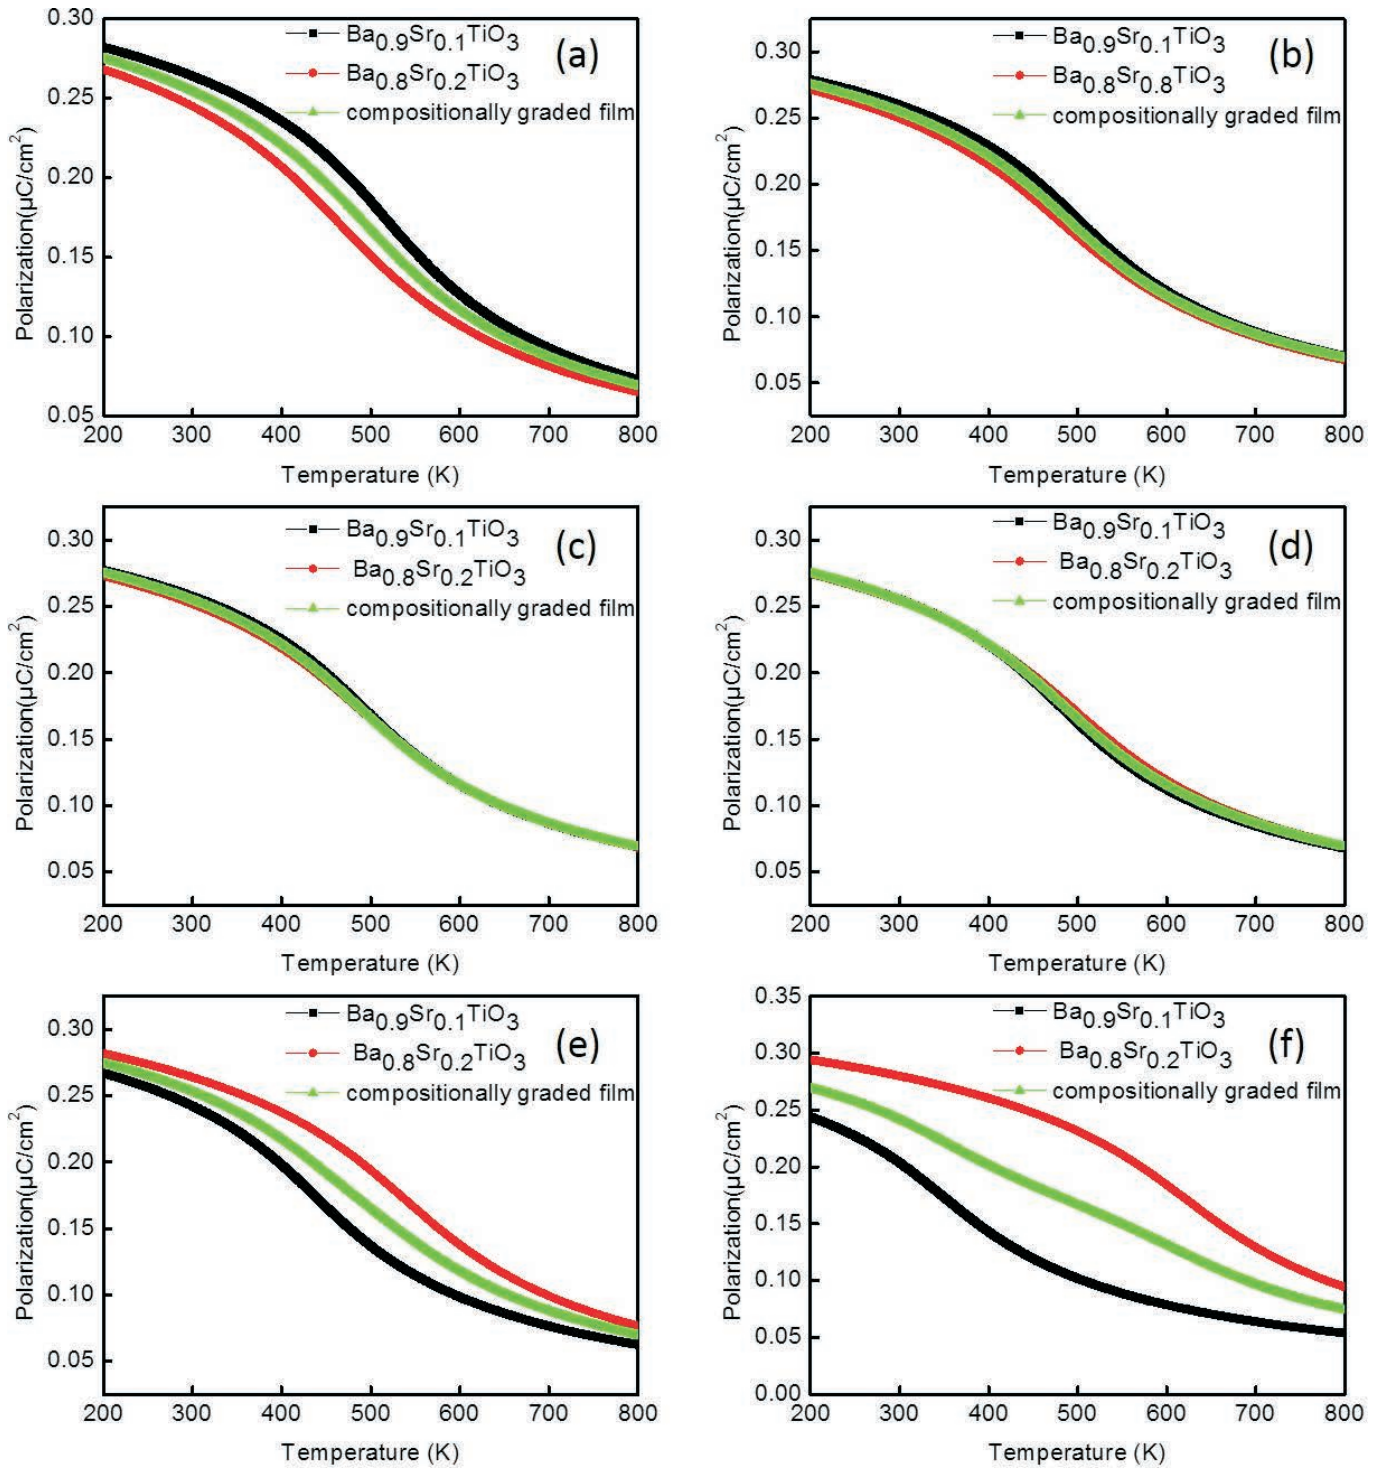 0.30
0.25
0.20
0.15
0.10
0.05
Polarization(µC/cm²)
Ba0.9Sr0.1TiO3
Ba0.8Sr0.2TiO3
compositionally graded film
(a)
200 300 400 500 600 700 800
Temperature (K)
0.30
0.25
0.20
0.15
0.10
0.05
Polarization(µC/cm²)
Ba0.9Sr0.1TiO3
Ba0.8Sr0.8TiO3
compositionally graded film
(b)
200 300 400 500 600 700 800
Temperature (K)
0.30
0.25
0.20
0.15
0.10
0.05
Polarization(µC/cm²)
Ba0.9Sr0.1TiO3
Ba0.8Sr0.2TiO3
compositionally graded film
(c)
200 300 400 500 600 700 800
Temperature (K)
0.30
0.25
0.20
0.15
0.10
0.05
Polarization(µC/cm²)
Ba0.9Sr0.1TiO3
Ba0.8Sr0.2TiO3
compositionally graded film
(d)
200 300 400 500 600 700 800
Temperature (K)
0.30
0.25
0.20
0.15
0.10
0.05
Polarization(µC/cm²)
Ba0.9Sr0.1TiO3
Ba0.8Sr0.2TiO3
compositionally graded film
(e)
200 300 400 500 600 700 800
Temperature (K)
0.35
0.30
0.25
0.20
0.15
0.10
0.05
0.00
Polarization(µC/cm²)
Ba0.9Sr0.1TiO3
Ba0.8Sr0.2TiO3
compositionally graded film
(f)
200 300 400 500 600 700 800
Temperature (K)